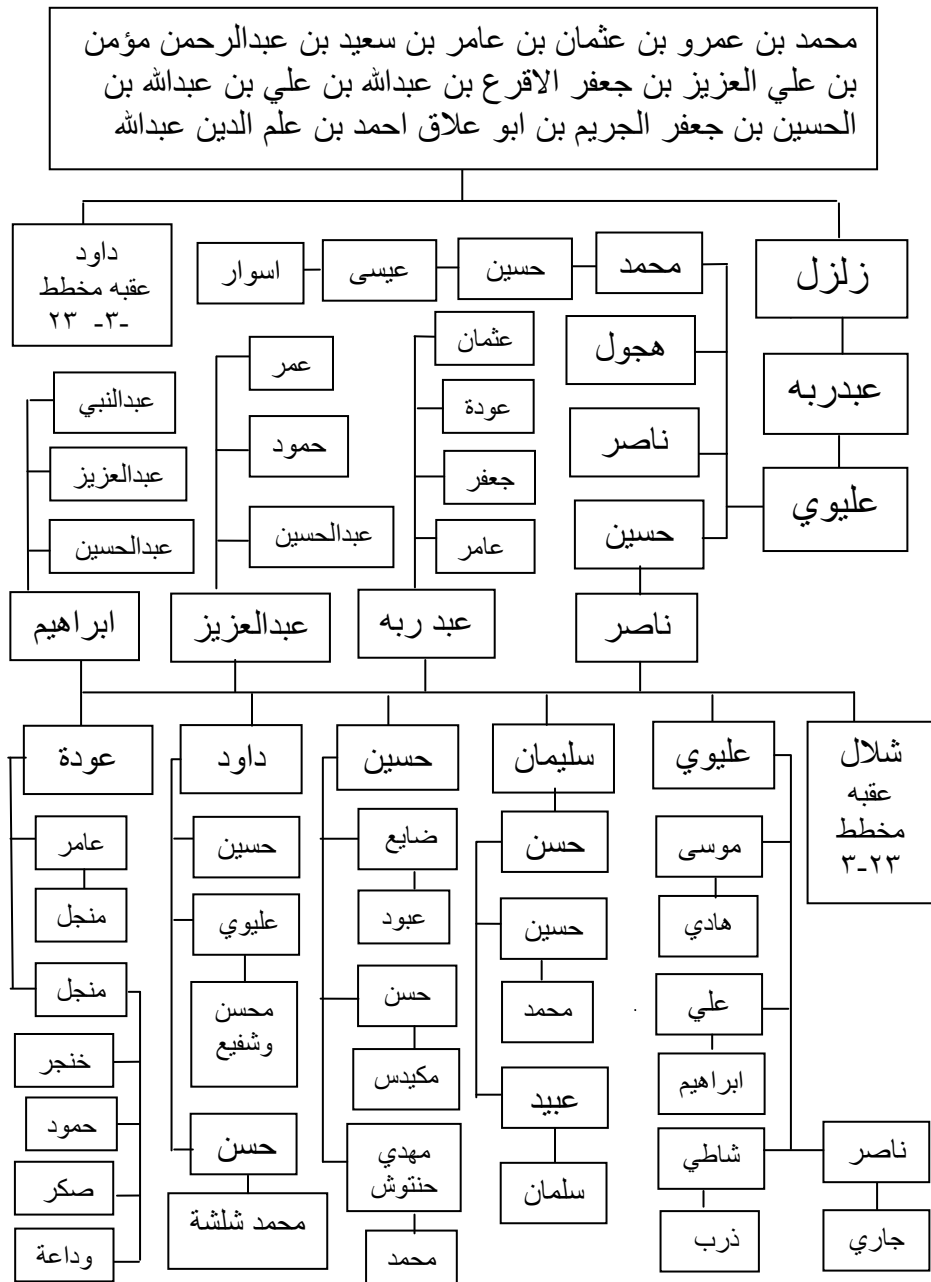 محمد بن عمرو بن عثمان بن عامر بن سعيد بن عبدالرحمن مؤمن
بن علي العزيز بن جعفر الاقرع بن عبدالله بن علي بن عبدالله بن
الحسين بن جعفر الجريم بن ابو علاق احمد بن علم الدين عبدالله
زلزل
داود
عقبه مخطط
٢٣ -٣-
عبدربه
عليوي
محمد
حسين
عيسى
اسوار
هجول
ناصر
حسين
عثمان
عودة
جعفر
عامر
عمر
حمود
عبدالحسين
عبدالنبي
عبدالعزيز
عبدالحسين
ناصر
عبد ربه
عبدالعزيز
ابراهيم
شلال
عقبه
مخطط
٢٣-٣
عليوي
سليمان
حسين
داود
عودة
موسى
هادي
علي
ابراهيم
شاطي
ذرب
ناصر
جاري
حسن
حسين
محمد
عبيد
سلمان
ضايع
عبود
حسن
مكيدس
مهدي
حنتوش
محمد
حسين
عليوي
محسن
وشفيع
حسن
محمد شلشة
عامر
منجل
منجل
خنجر
حمود
صكر
وداعة